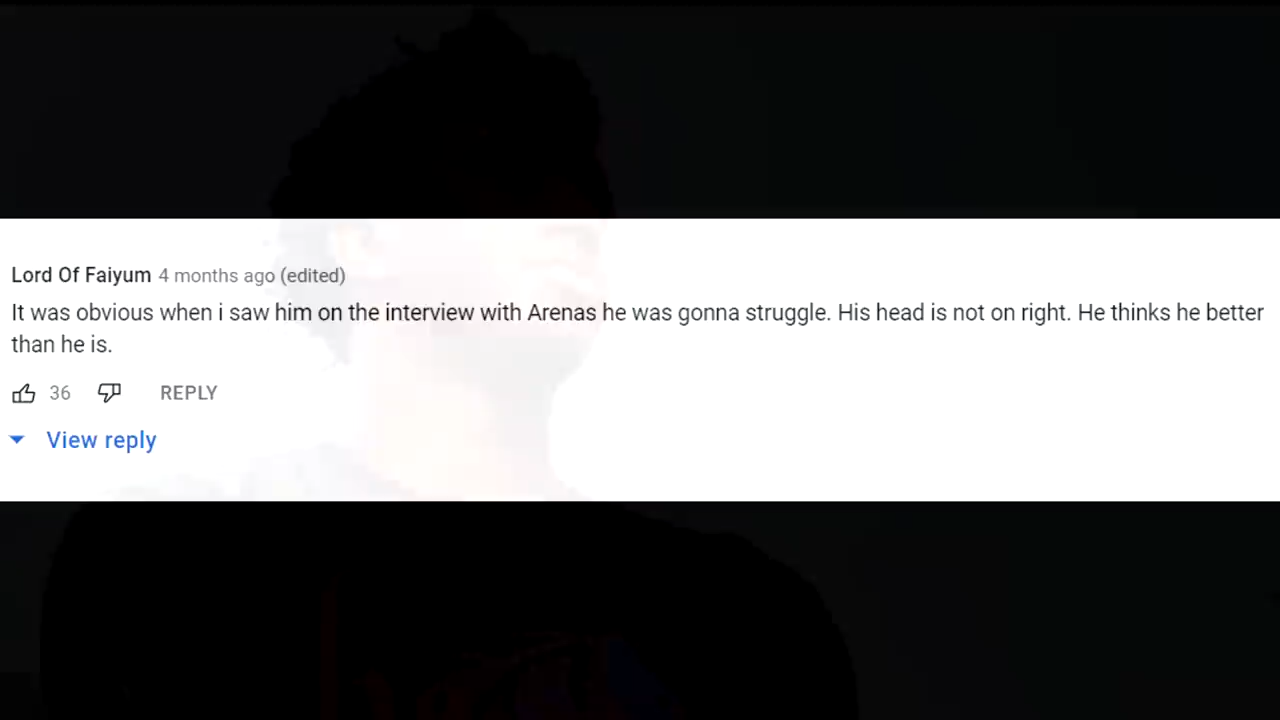 Lord Of Faiyum 4 months ago (edited)
It was obvious when i saw him on the interview with Arenas he was gonna struggle. His head is not on right. He thinks he better
than he is.
36 REPLY
View reply